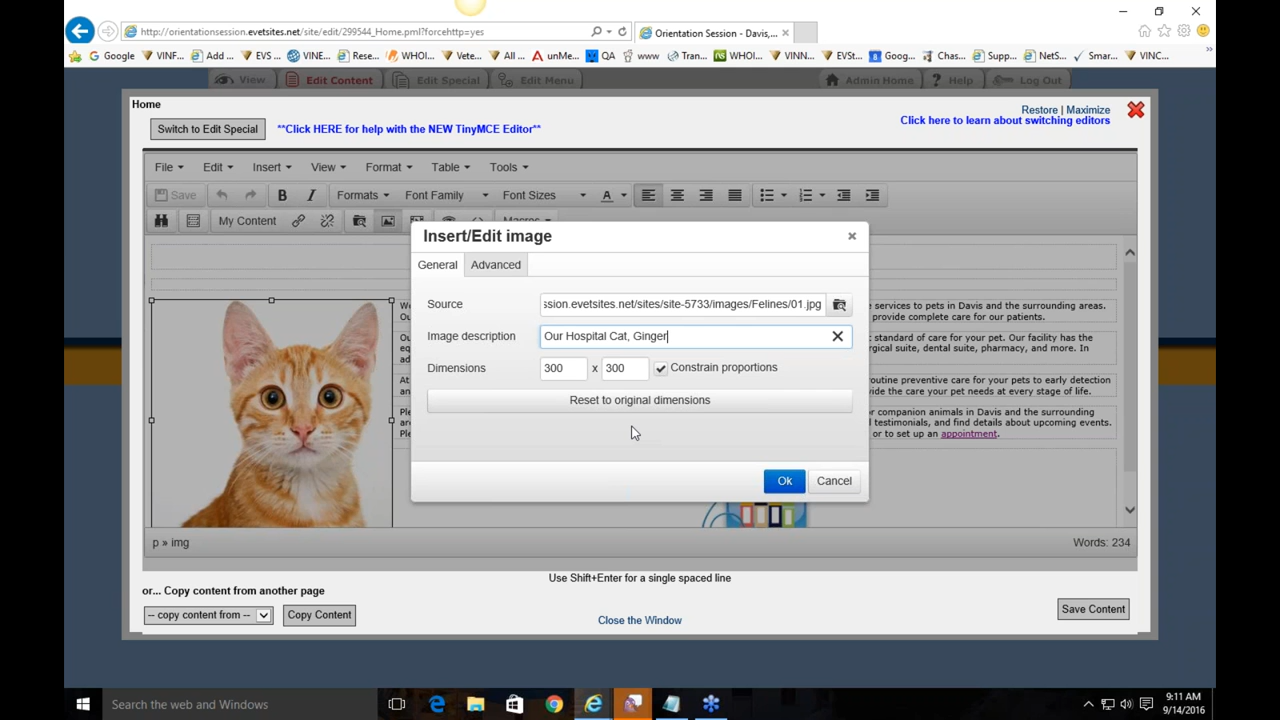 http://orientationsession.evetsites.net/site/edit/299544_Home.pml?forcehttp=yes
Orientation Session - Davis,...
Google
VINF...
Add ...
EVS ...
VINE...
Rese...
WHOI...
Vete...
All ...
unMe...
QA
www
Tran...
WHOI...
VINN...
EVSt...
Goog...
Chas...
Supp...
NetS...
Smar...
VINC...
View
Edit Content
Edit Special
Edit Menu
Admin Home
Help
Log Out
Home
Restore | Maximize
Switch to Edit Special
**Click HERE for help with the NEW TinyMCE Editor**
Click here to learn about switching editors
File
Edit
Insert
View
Format
Table
Tools
Save
B
I
Formats
Font Family
Font Sizes
A
My Content
Macros
Insert/Edit image
General
Advanced
Source
ssion.evetsites.net/sites/site-5733/images/Felines/01.jpg
Image description
Our Hospital Cat, Ginger
Dimensions
300 x 300
Constrain proportions
Reset to original dimensions
Ok
Cancel
e services to pets in Davis and the surrounding areas.
provide complete care for our patients.
t standard of care for your pet. Our facility has the
rgical suite, dental suite, pharmacy, and more. In
routine preventive care for your pets to early detection
vide the care your pet needs at every stage of life.
or companion animals in Davis and the surrounding
l testimonials, and find details about upcoming events.
or to set up an appointment.
p » img
Words: 234
Use Shift+Enter for a single spaced line
or... Copy content from another page
-- copy content from --
Copy Content
Save Content
Close the Window
Search the web and Windows
9:11 AM
9/14/2016